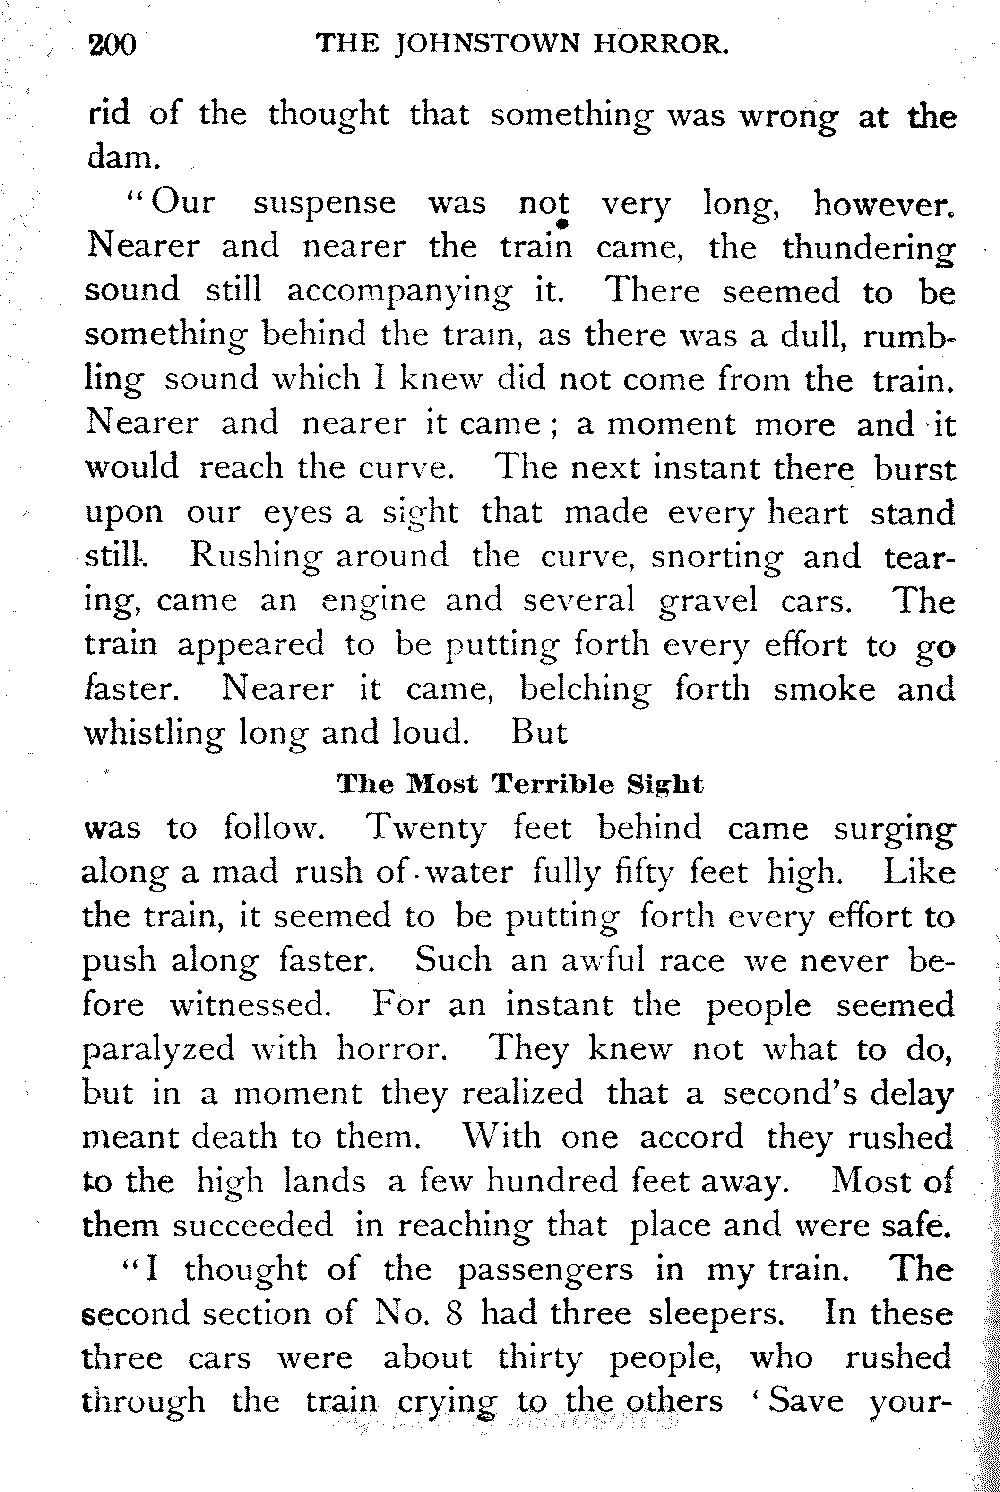 200 THE JOHNSTOWN HORROR.
rid of the thought that something was wrong at the
dam.
“Our suspense was not very long, however.
Nearer and nearer the train came, the thundering
sound still accompanying it. There seemed to be
something behind the train, as there was a dull, rumb-
ling sound which I knew did not come from the train.
Nearer and nearer it came; a moment more and it
would reach the curve. The next instant there burst
upon our eyes a sight that made every heart stand
still. Rushing around the curve, snorting and tear-
ing, came an engine and several gravel cars. The
train appeared to be putting forth every effort to go
faster. Nearer it came, belching forth smoke and
whistling long and loud. But
The Most Terrible Sight
was to follow. Twenty feet behind came surging
along a mad rush of water fully fifty feet high. Like
the train, it seemed to be putting forth every effort to
push along faster. Such an awful race we never be-
fore witnessed. For an instant the people seemed
paralyzed with horror. They knew not what to do,
but in a moment they realized that a second's delay
meant death to them. With one accord they rushed
to the high lands a few hundred feet away. Most of
them succeeded in reaching that place and were safe.
“I thought of the passengers in my train. The
second section of No. 8 had three sleepers. In these
three cars were about thirty people, who rushed
through the train crying to the others ‘Save your-